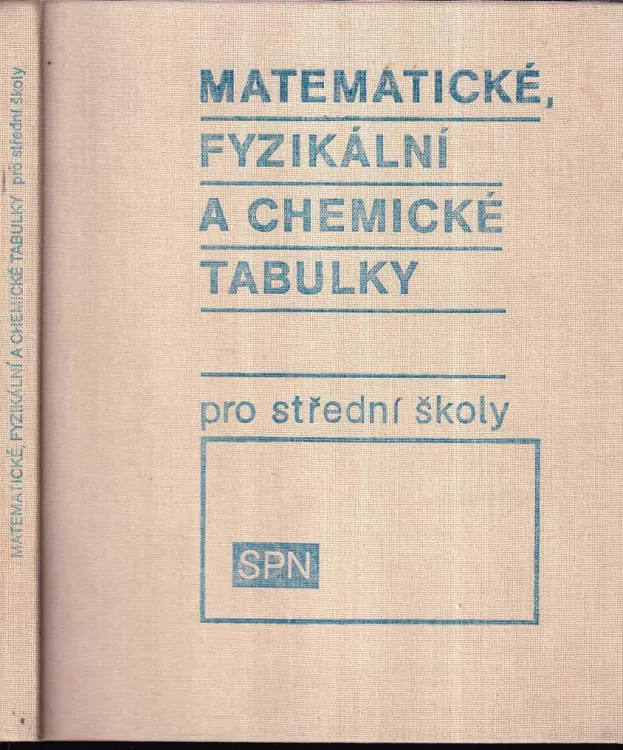 MATEMATICKÉ, FYZIKÁLNÍ A CHEMICKÉ TABULKY pro střední školy
MATEMATICKÉ,
FYZIKÁLNÍ
A CHEMICKÉ
TABULKY
pro střední školy
SPN